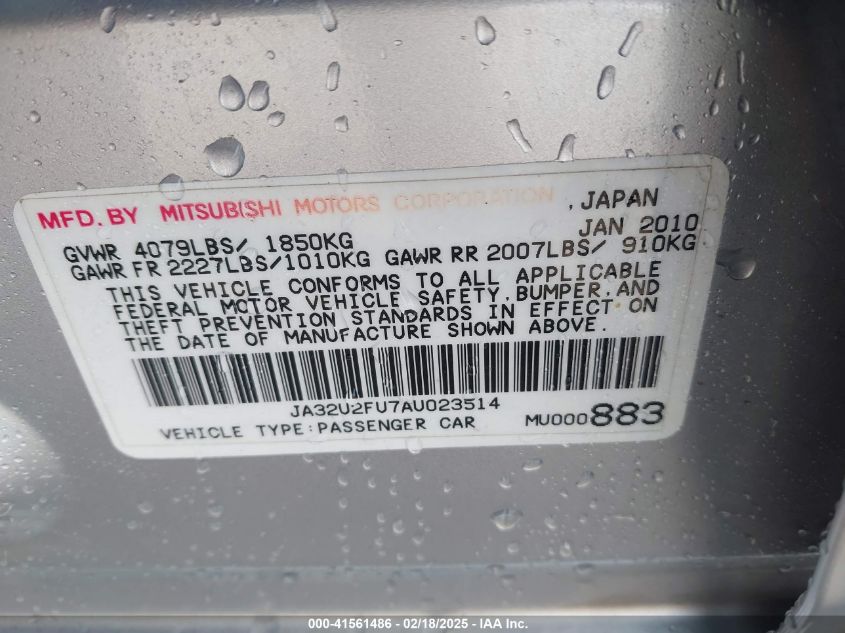 MFD. BY MITSUBISHI MOTORS CORPORATION , JAPAN
JAN 2010
GVWR 4079LBS/ 1850KG
GAWR FR 2227LBS/1010KG GAWR RR 2007LBS/ 910KG
THIS VEHICLE CONFORMS TO ALL APPLICABLE
FEDERAL MOTOR VEHICLE SAFETY, BUMPER, AND
THEFT PREVENTION STANDARDS IN EFFECT ON
THE DATE OF MANUFACTURE SHOWN ABOVE.
JA32U2FU7AU023514
VEHICLE TYPE:PASSENGER CAR MU000883
000-41561486 - 02/18/2025 - IAA Inc.